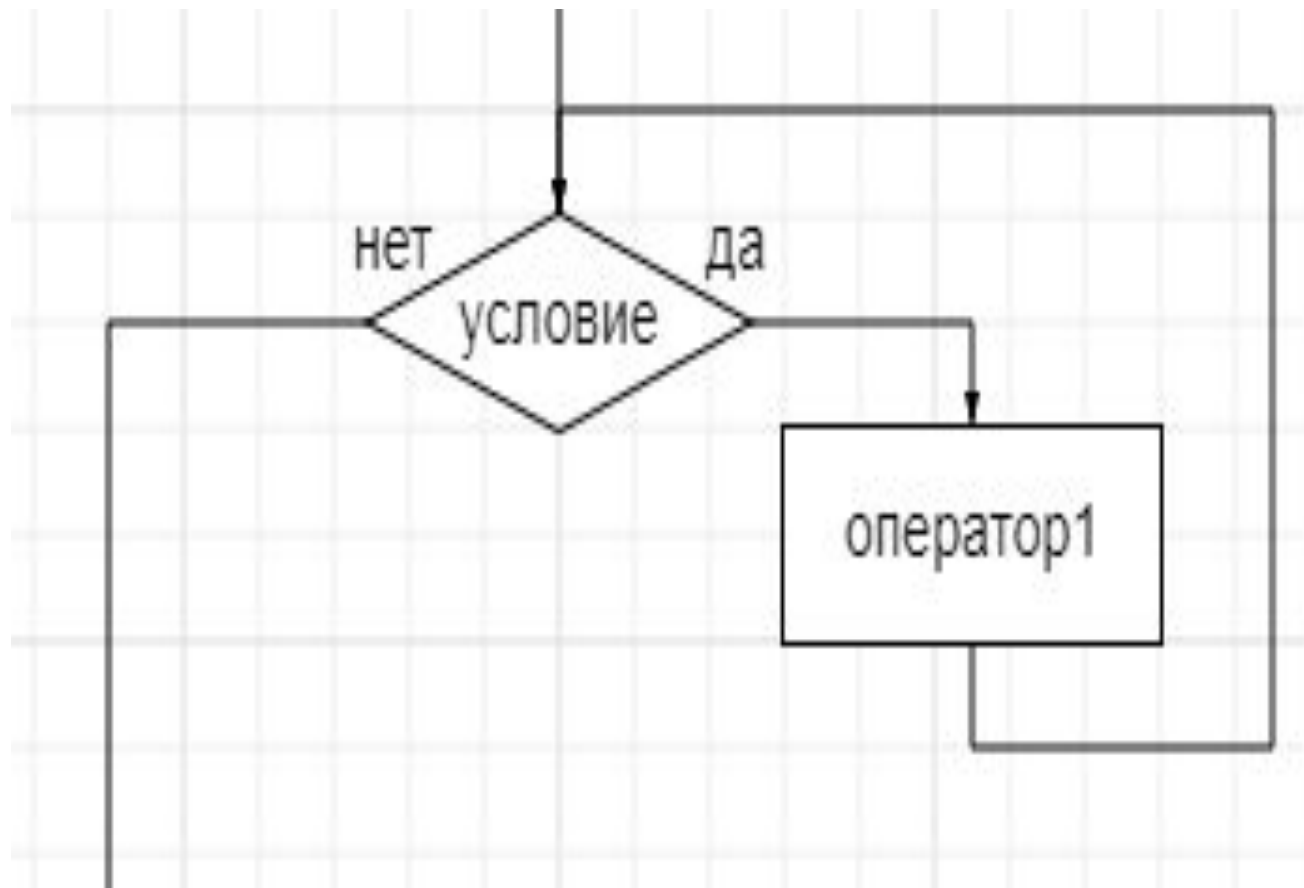 нет
да
условие
оператор1